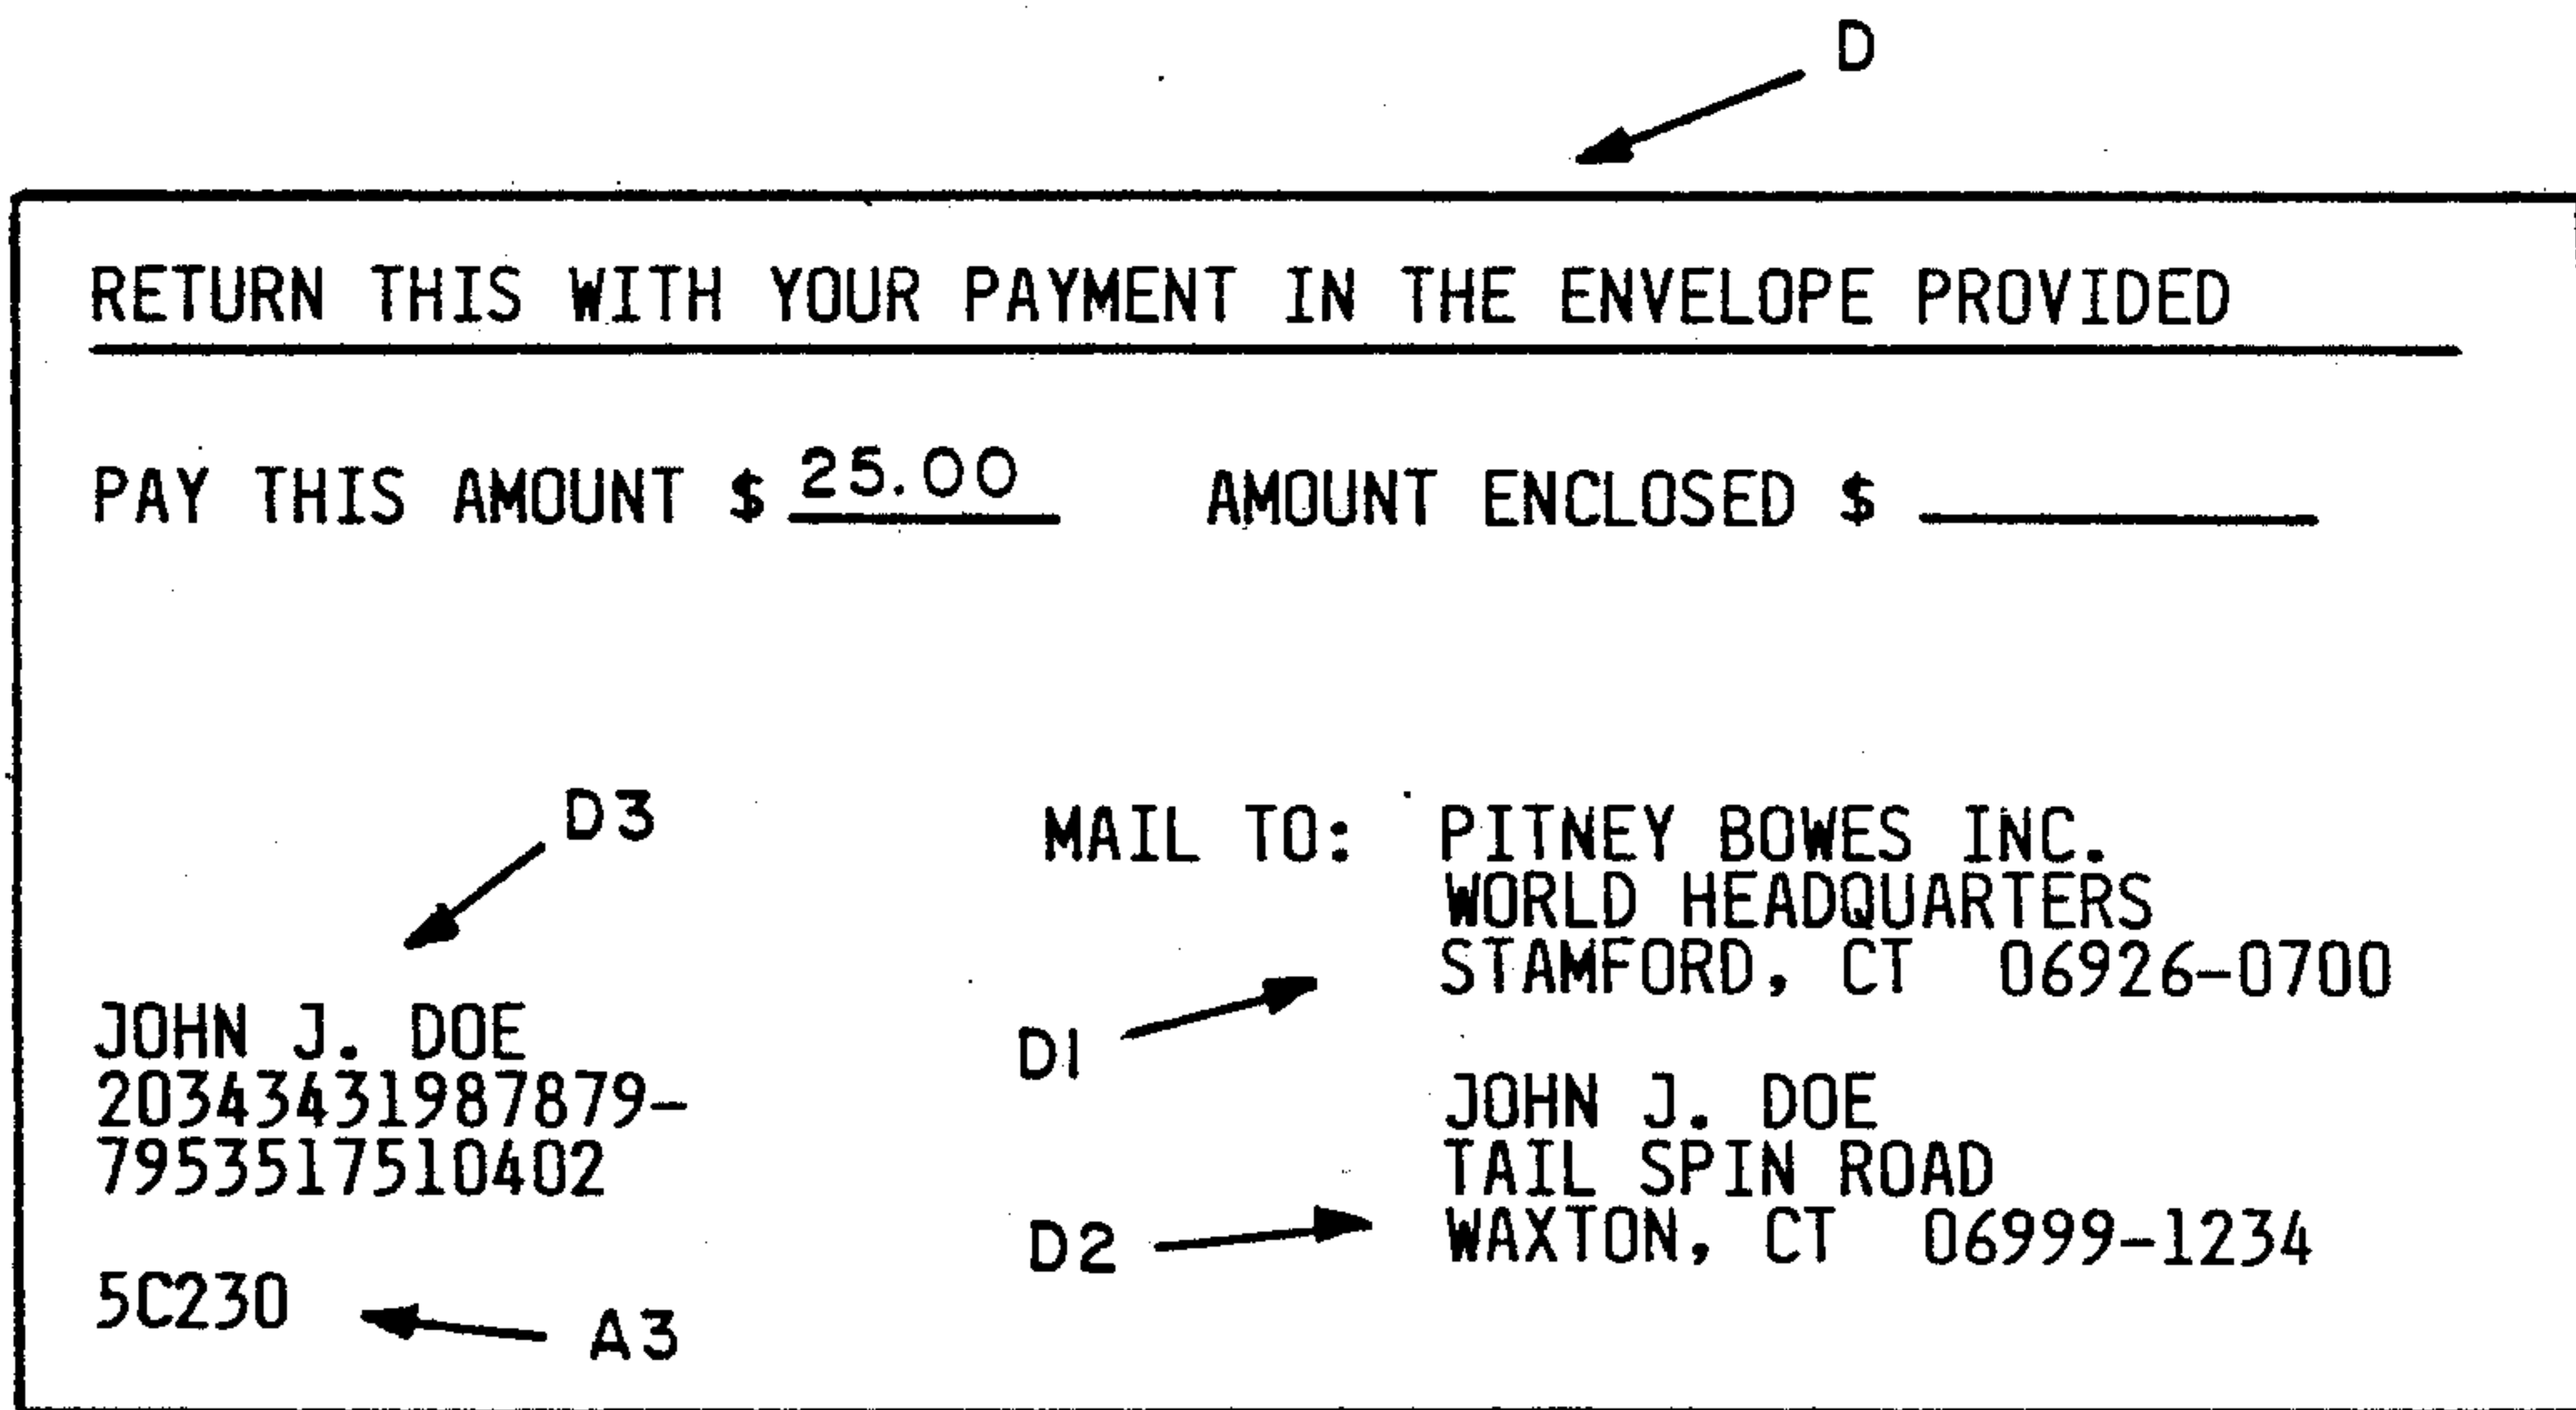 D
RETURN THIS WITH YOUR PAYMENT IN THE ENVELOPE PROVIDED
PAY THIS AMOUNT $ 25.00 AMOUNT ENCLOSED $
D3
MAIL TO: PITNEY BOWES INC.
WORLD HEADQUARTERS
STAMFORD, CT 06926-0700
D1
JOHN J. DOE
20343431987879-
7953517510402
JOHN J. DOE
TAIL SPIN ROAD
WAXTON, CT 06999-1234
D2
5C230
A3